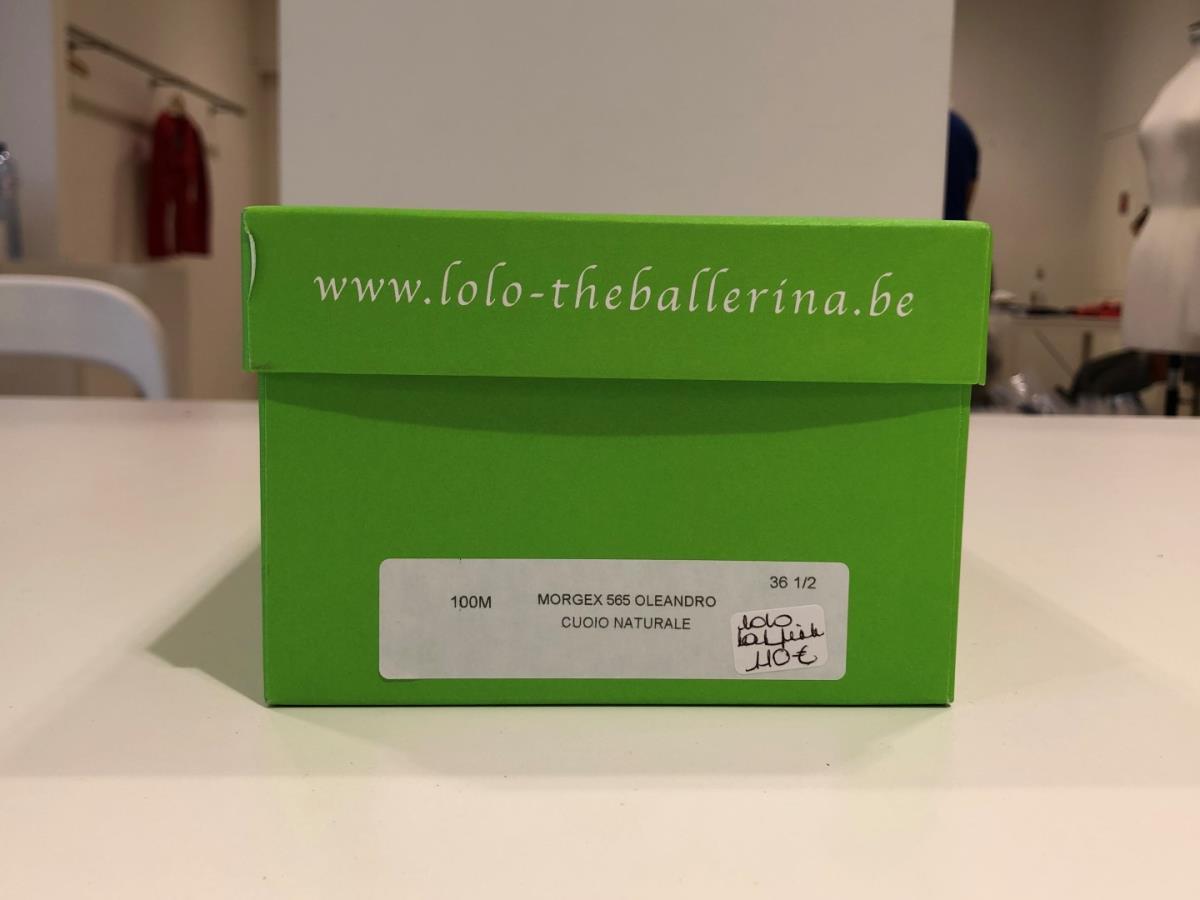 www.lolo-theballerina.be
36 1/2
100M MORGEX 565 OLEANDRO
CUOIO NATURALE
lolo
110€